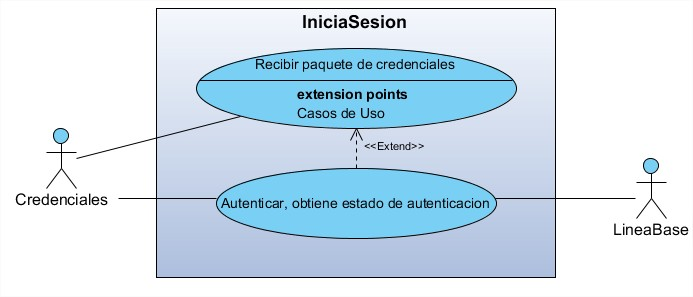 IniciaSesion
Recibir paquete de credenciales
extension points
Casos de Uso
<<Extend>>
Credenciales
Autenticar, obtiene estado de autenticacion
LineaBase